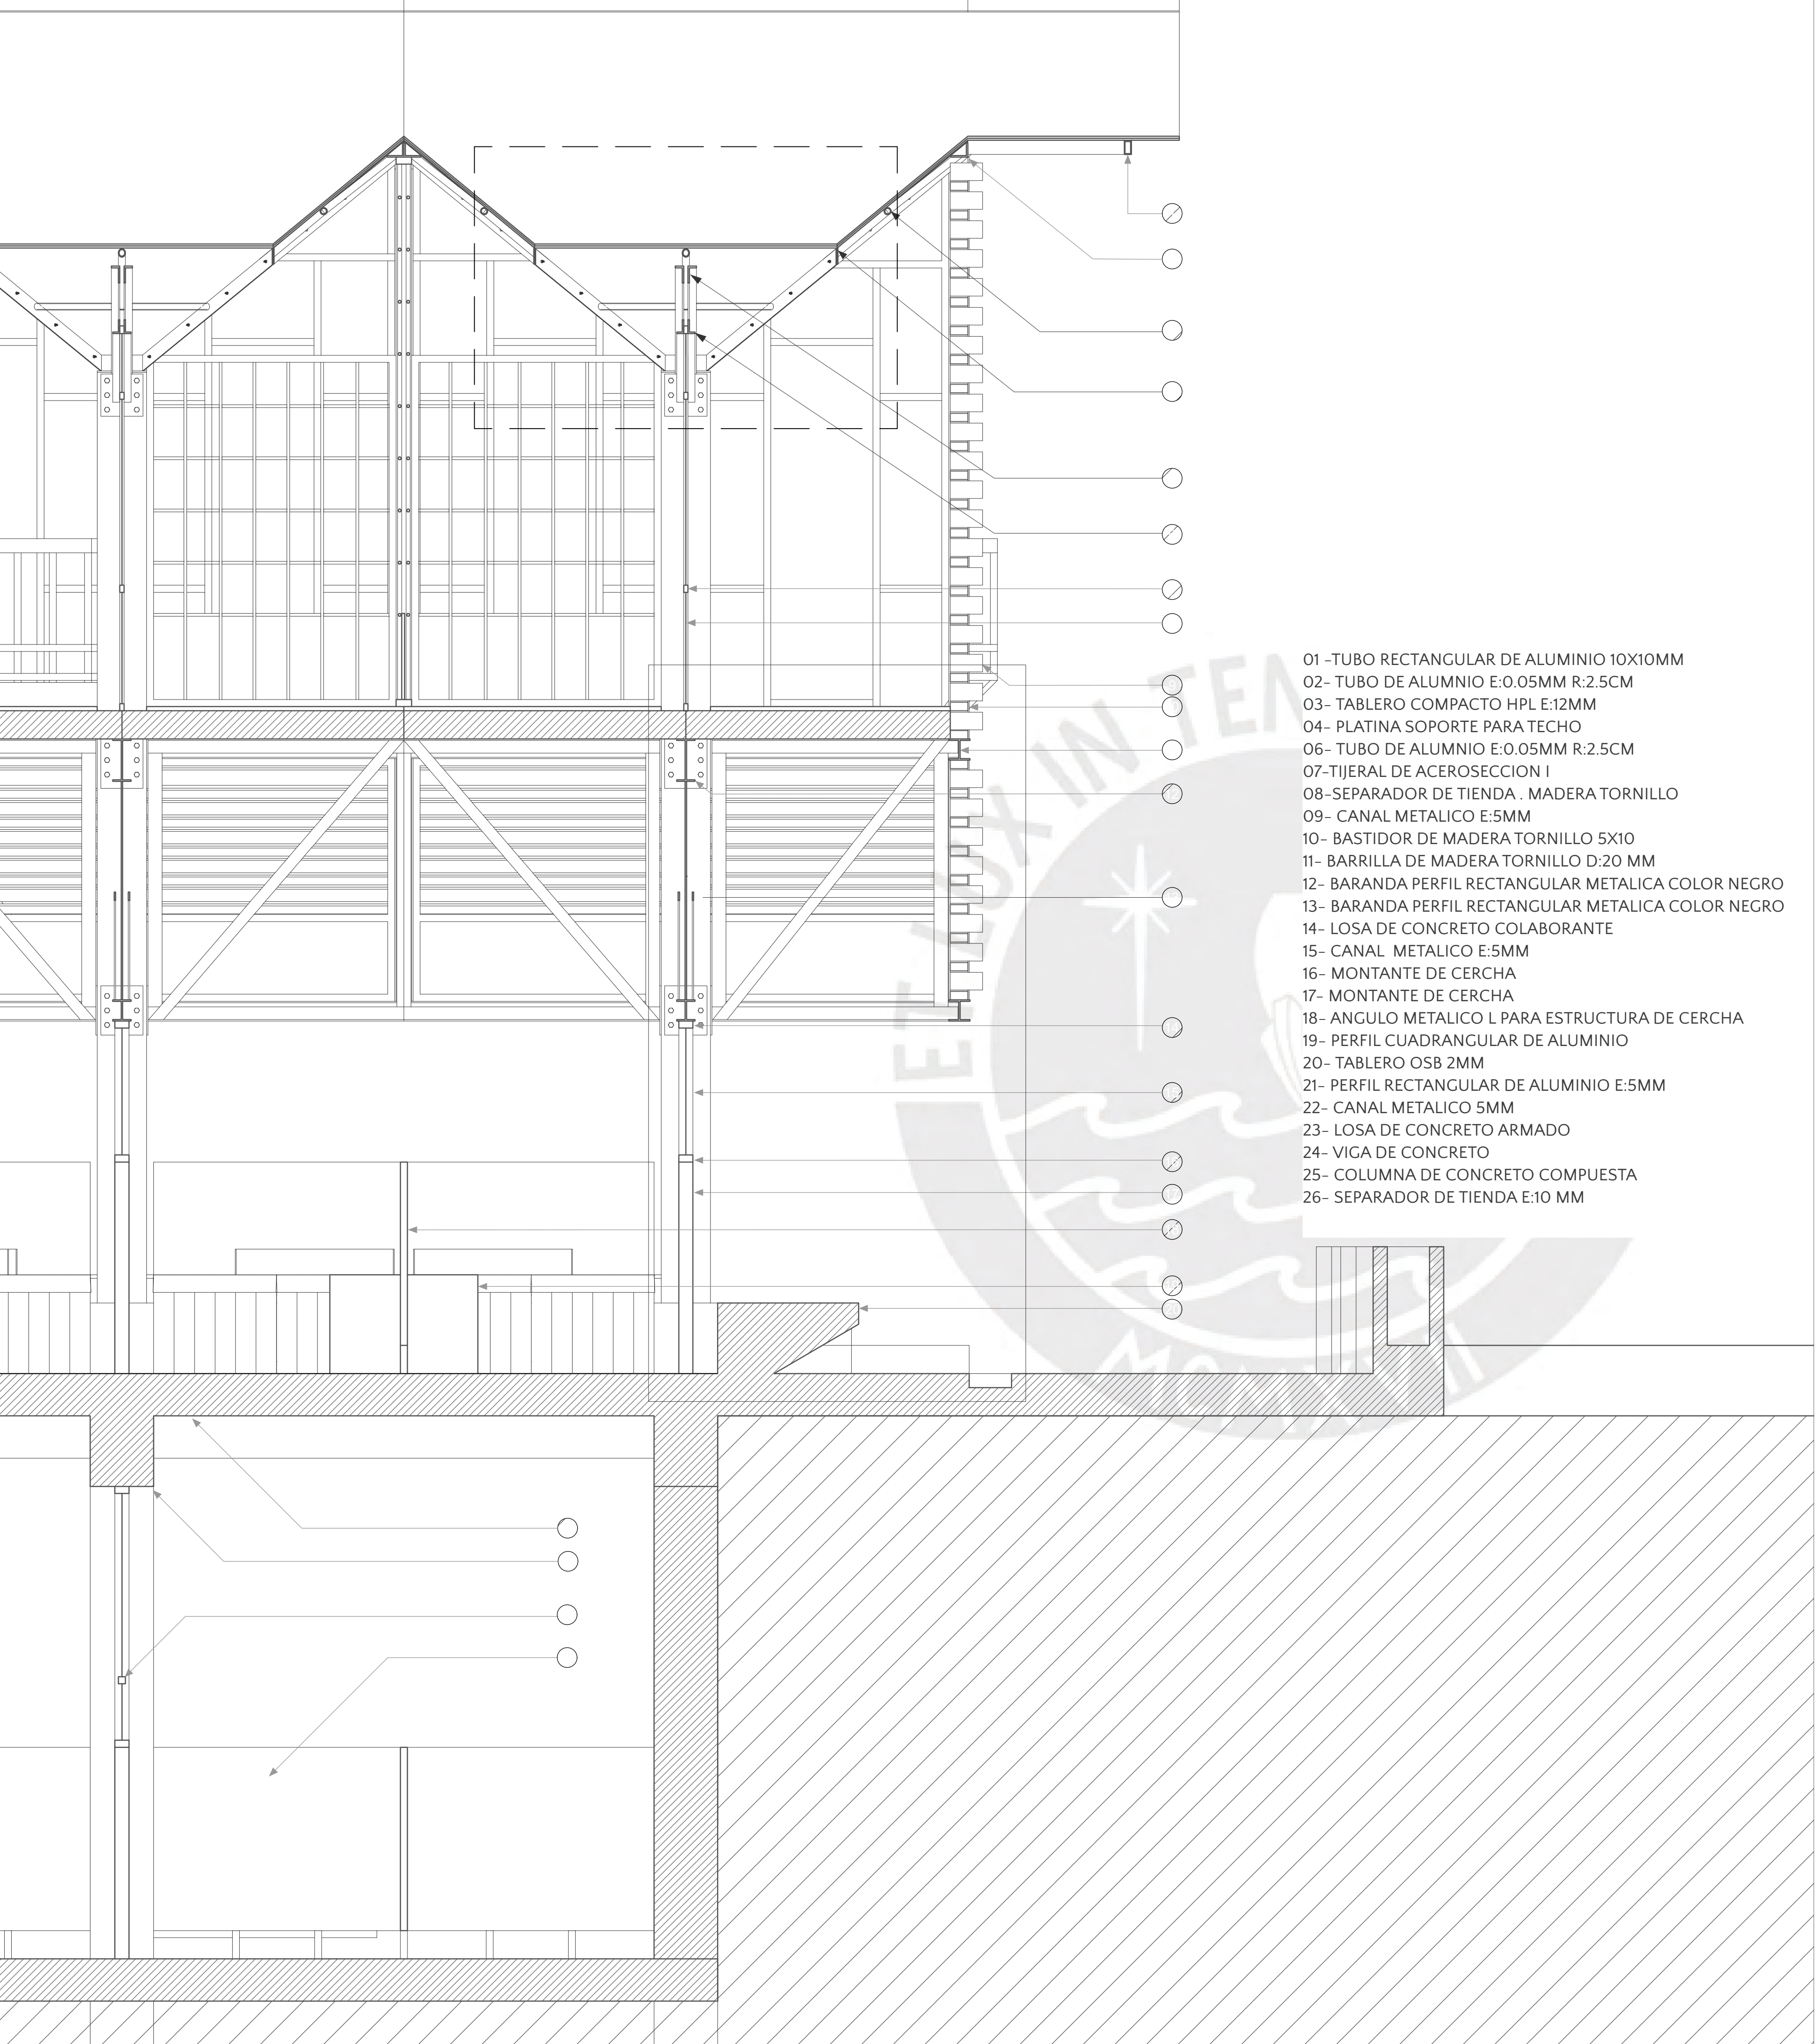 01 -TUBO RECTANGULAR DE ALUMINIO 10X10MM
02- TUBO DE ALUMNIO E:0.05MM R:2.5CM
03- TABLERO COMPACTO HPL E:12MM
04- PLATINA SOPORTE PARA TECHO
06- TUBO DE ALUMNIO E:0.05MM R:2.5CM
07-TIJERAL DE ACEROSECCION I
08-SEPARADOR DE TIENDA . MADERA TORNILLO
09- CANAL METALICO E:5MM
10- BASTIDOR DE MADERA TORNILLO 5X10
11- BARRILLA DE MADERA TORNILLO D:20 MM
12- BARANDA PERFIL RECTANGULAR METALICA COLOR NEGRO
13- BARANDA PERFIL RECTANGULAR METALICA COLOR NEGRO
14- LOSA DE CONCRETO COLABORANTE
15- CANAL METALICO E:5MM
16- MONTANTE DE CERCHA
17- MONTANTE DE CERCHA
18- ANGULO METALICO L PARA ESTRUCTURA DE CERCHA
19- PERFIL CUADRANGULAR DE ALUMINIO
20- TABLERO OSB 2MM
21- PERFIL RECTANGULAR DE ALUMINIO E:5MM
22- CANAL METALICO 5MM
23- LOSA DE CONCRETO ARMADO
24- VIGA DE CONCRETO
25- COLUMNA DE CONCRETO COMPUESTA
26- SEPARADOR DE TIENDA E:10 MM
ET LUX IN TEN